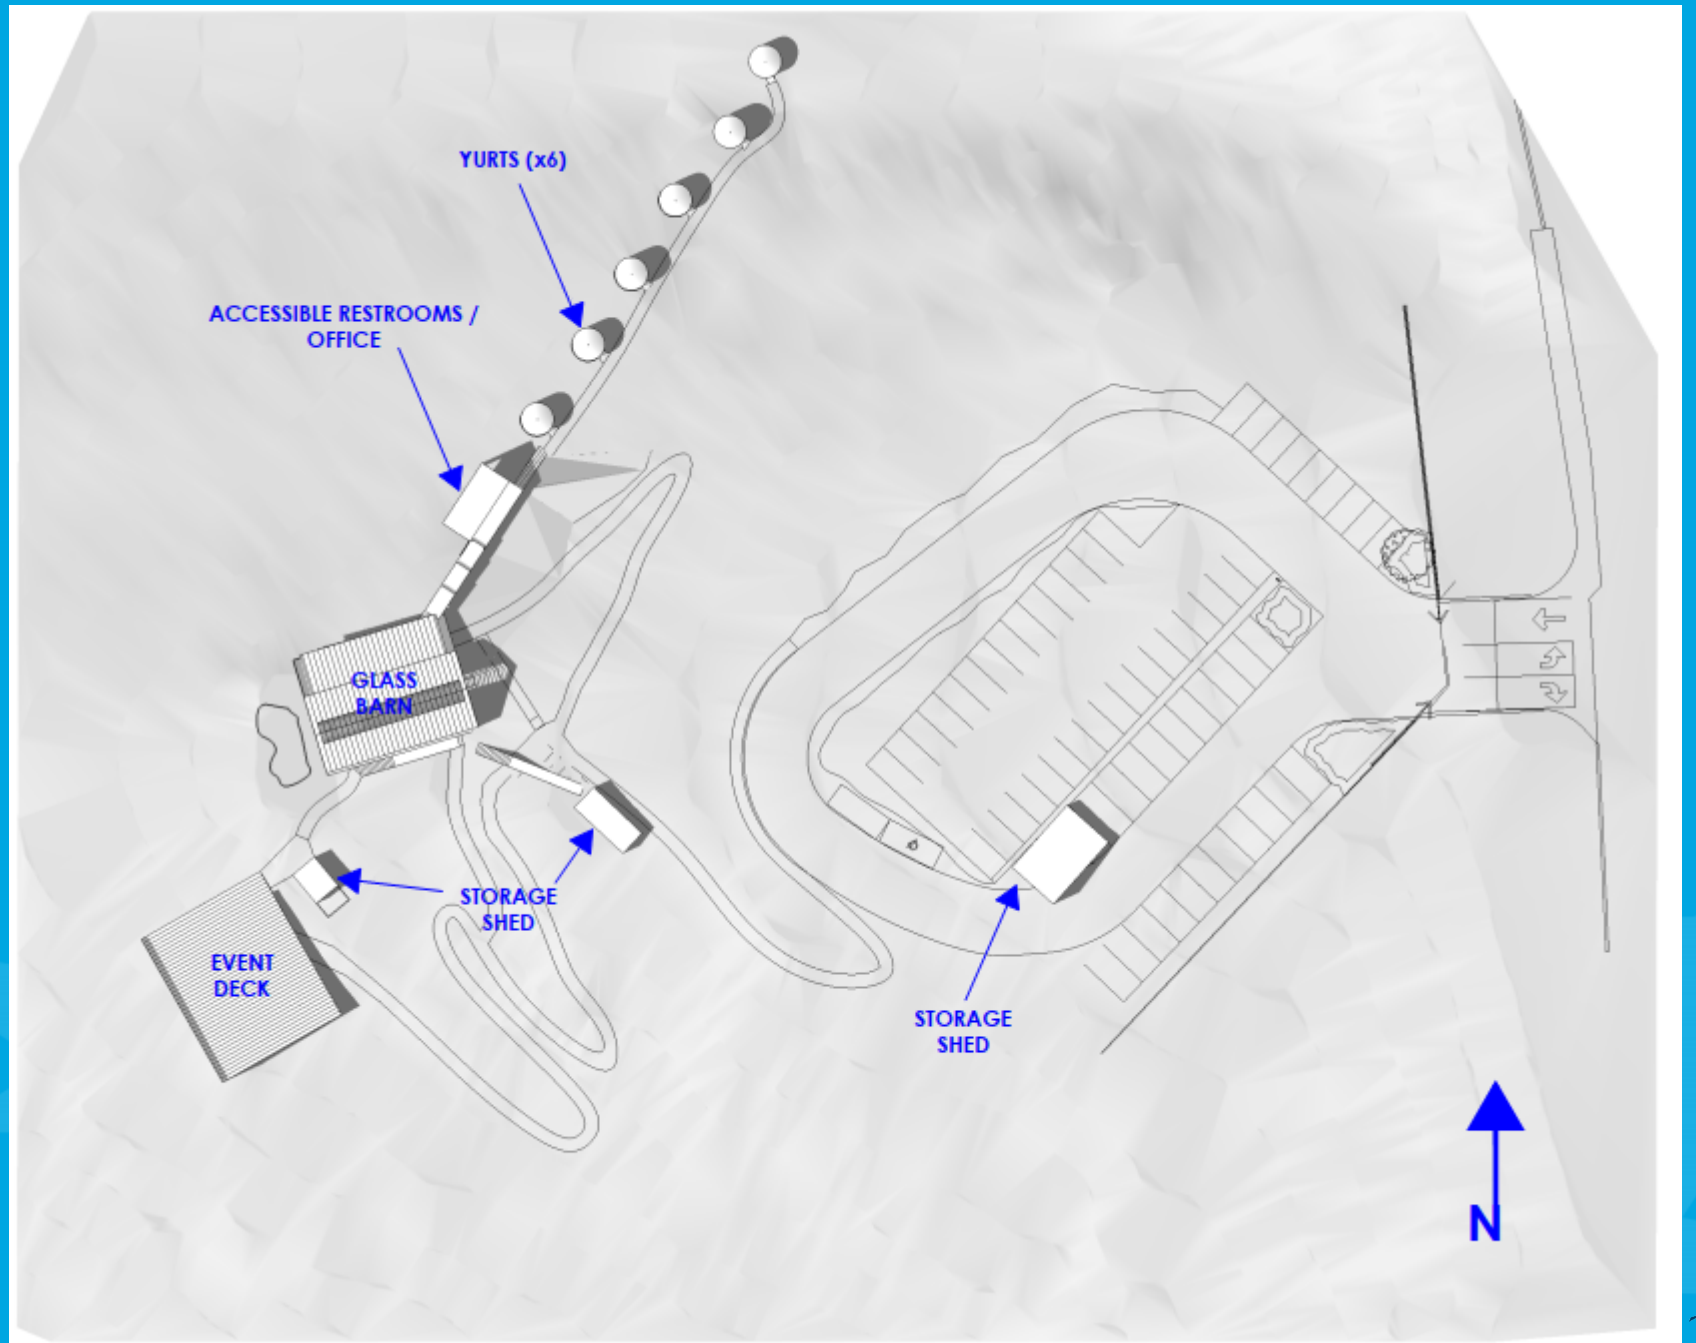 YURTS (x6)
ACCESSIBLE RESTROOMS /
OFFICE
GLASS
BARN
STORAGE
SHED
EVENT
DECK
STORAGE
SHED
N